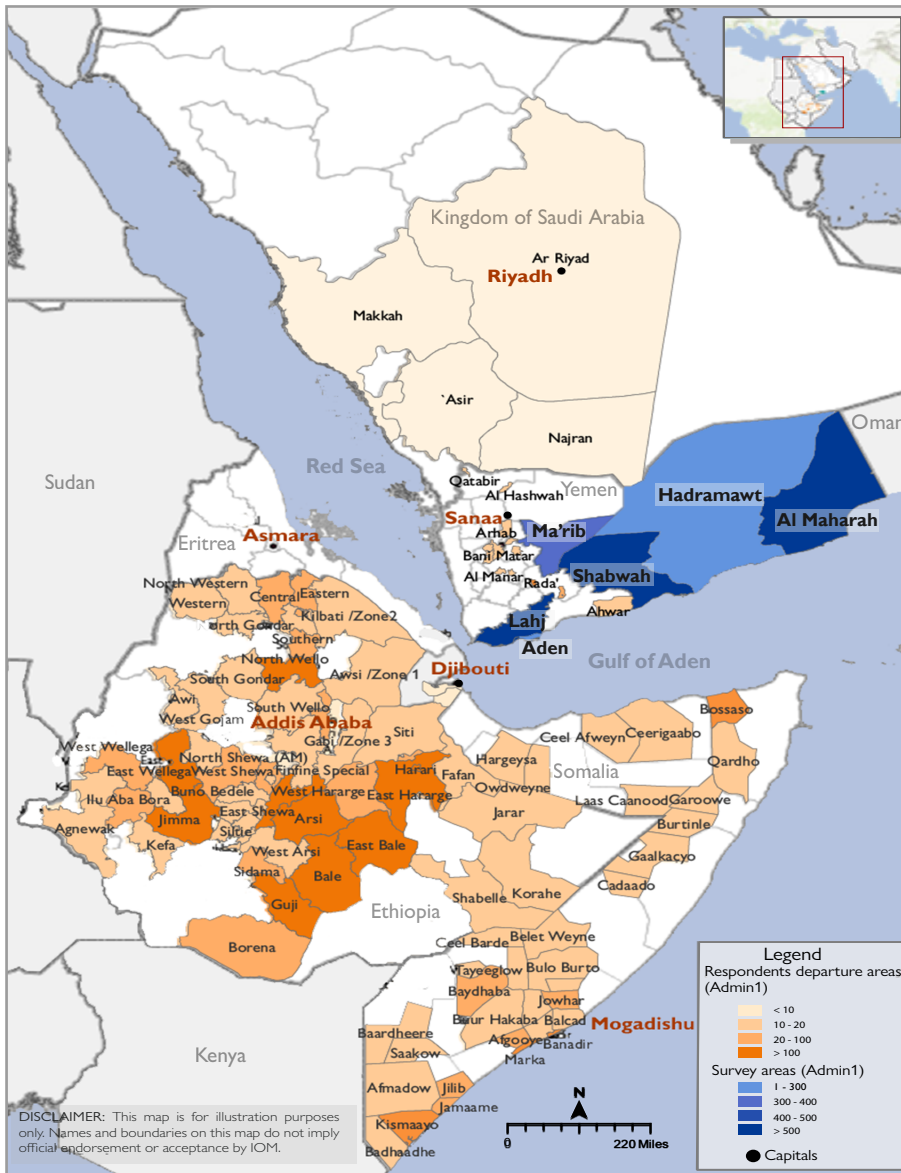 Kingdom of Saudi Arabia
Ar Riyad
Riyadh
Makkah
`Asir
Najran
Oman
Red Sea
Sudan
Qatabir
Al Hashwah
Yemen
Hadramawt
Sanaa
Ma'rib
Al Maharah
Arhab
Asmara
Eritrea
Bani Matar
Al Manar
Rada'
Shabwah
North Western
Western
Central
Eastern
Kilbati /Zone2
Ahwar
Lahj
Aden
Southern
North Wello
Djibouti
Gulf of Aden
South Gondar
Awsi /Zone 1
Awi
South Wello
West Gojam
Addis Ababa
Bossaso
Siti
Ceel Afweyn
Ceerigaabo
West Wellega
North Shewa (AM)
Gabi /Zone 3
Hargeysa
Qardho
East Wellega
West Shewa
Finfine Special
Harari
Fafan
Somalia
Buno Bedele
West Hararge
East Hararge
Owdweyne
Ilu Aba Bora
East Shewa
Laas Caanood
Garoowe
Jimma
Arsi
Jarar
Burtinle
Agnewak
Kefa
West Arsi
East Bale
Gaalkacyo
Sidama
Bale
Cadaado
Guji
Shabelle
Korahe
Ethiopia
Borena
Ceel Barde
Belet Weyne
Tayeeglow
Bulo Burto
Baydhaba
Jowhar
Buur Hakaba
Balcad
Mogadishu
Baardheere
Afgooye
Banadir
Saakow
Marka
Kenya
Afmadow
Jilib
Jamaame
Kismaayo
Badhaadhe
N
0
220 Miles
Legend
Respondents departure areas
(Admin1)
< 10
10 - 20
20 - 100
> 100
Survey areas (Admin1)
1 - 300
300 - 400
400 - 500
> 500
Capitals
DISCLAIMER: This map is for illustration purposes
only. Names and boundaries on this map do not imply
official endorsement or acceptance by IOM.